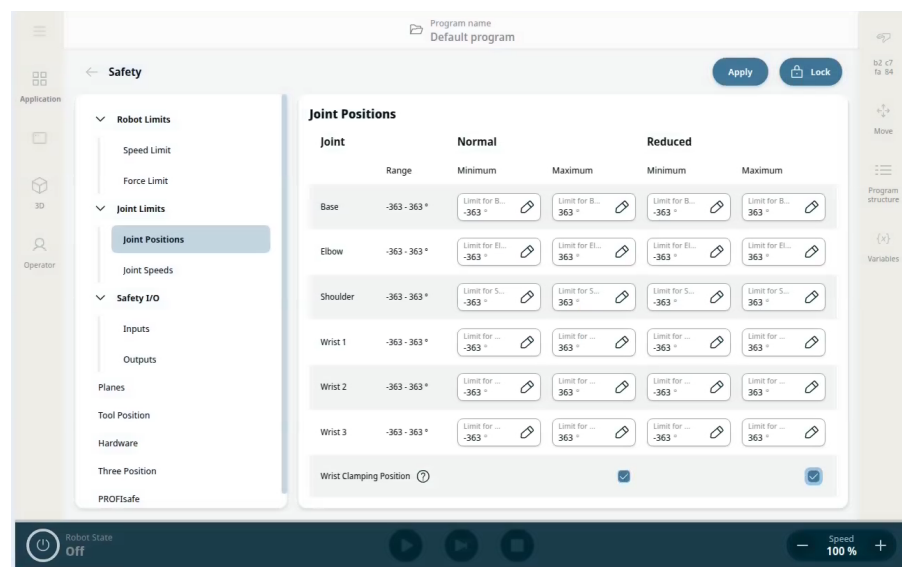 Program name
Default program
b2 c7
fa 84
Safety
Apply
Lock
Application
3D
Operator
Move
Program
structure
{x}
Variables
Robot Limits
Speed Limit
Force Limit
Joint Limits
Joint Positions
Joint Speeds
Safety I/O
Inputs
Outputs
Planes
Tool Position
Hardware
Three Position
PROFIsafe
Joint Positions
Joint Normal Reduced
Range Minimum Maximum Minimum Maximum
Limit for B... Limit for B... Limit for B... Limit for B...
Base -363 - 363 ° -363 ° 363 ° -363 ° 363 °
Limit for El... Limit for El... Limit for El... Limit for El...
Elbow -363 - 363 ° -363 ° 363 ° -363 ° 363 °
Limit for S... Limit for S... Limit for S... Limit for S...
Shoulder -363 - 363 ° -363 ° 363 ° -363 ° 363 °
Limit for ... Limit for ... Limit for ... Limit for ...
Wrist 1 -363 - 363 ° -363 ° 363 ° -363 ° 363 °
Limit for ... Limit for ... Limit for ... Limit for ...
Wrist 2 -363 - 363 ° -363 ° 363 ° -363 ° 363 °
Limit for ... Limit for ... Limit for ... Limit for ...
Wrist 3 -363 - 363 ° -363 ° 363 ° -363 ° 363 °
Wrist Clamping Position ?
Robot State
Off
Speed
100 %